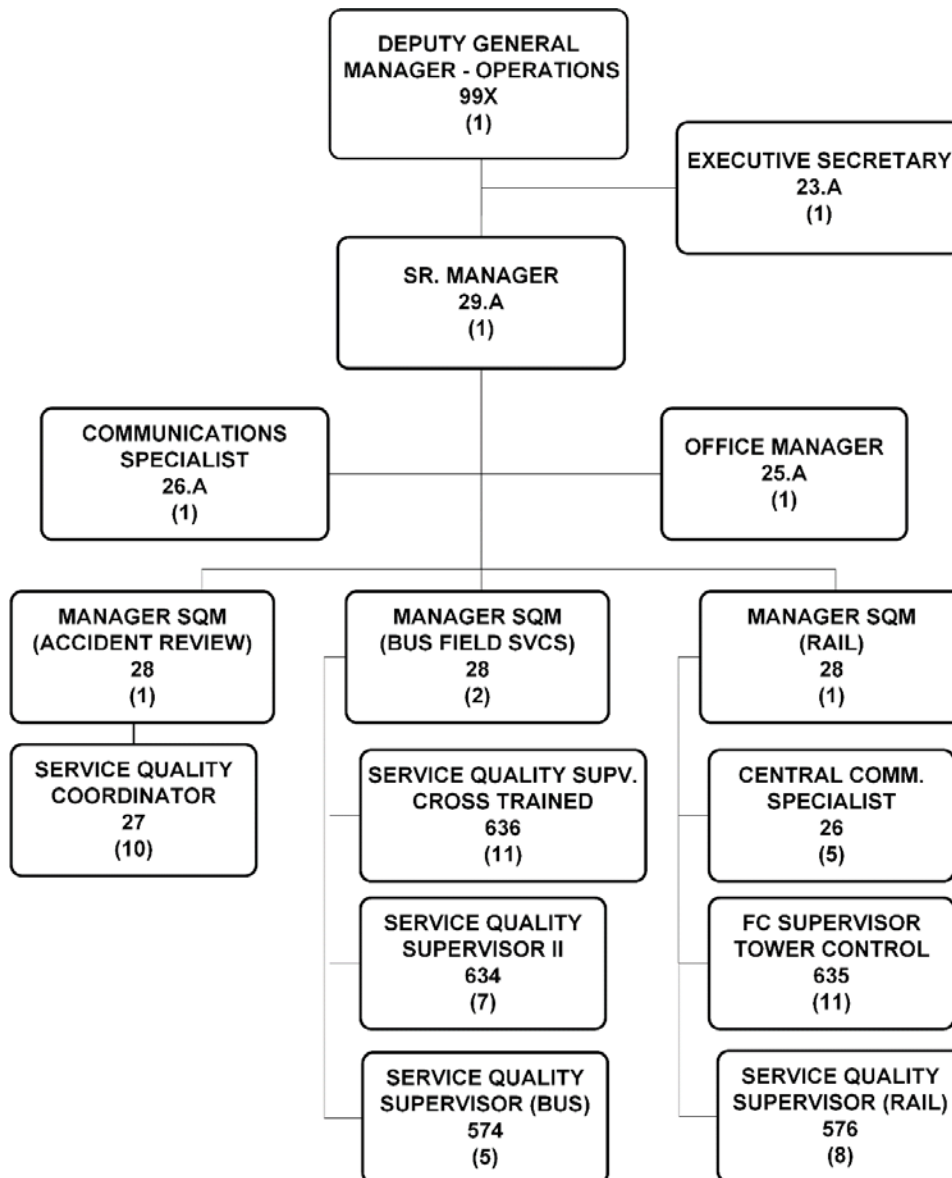 DEPUTY GENERAL
MANAGER - OPERATIONS
99X
(1)
EXECUTIVE SECRETARY
23.A
(1)
SR. MANAGER
29.A
(1)
COMMUNICATIONS
SPECIALIST
26.A
(1)
OFFICE MANAGER
25.A
(1)
MANAGER SQM
(ACCIDENT REVIEW)
28
(1)
SERVICE QUALITY
COORDINATOR
27
(10)
MANAGER SQM
(BUS FIELD SVCS)
28
(2)
SERVICE QUALITY SUPV.
CROSS TRAINED
636
(11)
SERVICE QUALITY
SUPERVISOR II
634
(7)
SERVICE QUALITY
SUPERVISOR (BUS)
574
(5)
MANAGER SQM
(RAIL)
28
(1)
CENTRAL COMM.
SPECIALIST
26
(5)
FC SUPERVISOR
TOWER CONTROL
635
(11)
SERVICE QUALITY
SUPERVISOR (RAIL)
576
(8)